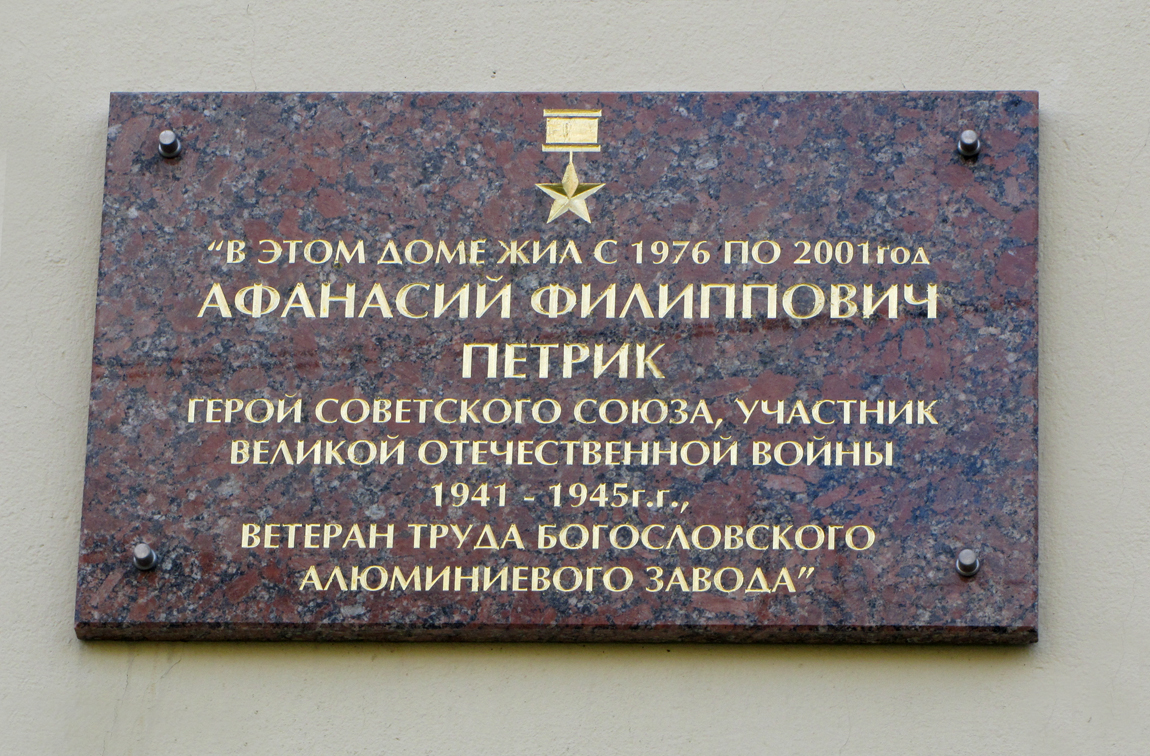 “В ЭТОМ ДОМЕ ЖИЛ С 1976 ПО 2001год
АФАНАСИЙ ФИЛИППОВИЧ
ПЕТРИК
ГЕРОЙ СОВЕТСКОГО СОЮЗА, УЧАСТНИК
ВЕЛИКОЙ ОТЕЧЕСТВЕННОЙ ВОЙНЫ
1941 - 1945г.г.,
ВЕТЕРАН ТРУДА БОГОСЛОВСКОГО
АЛЮМИНИЕВОГО ЗАВОДА”